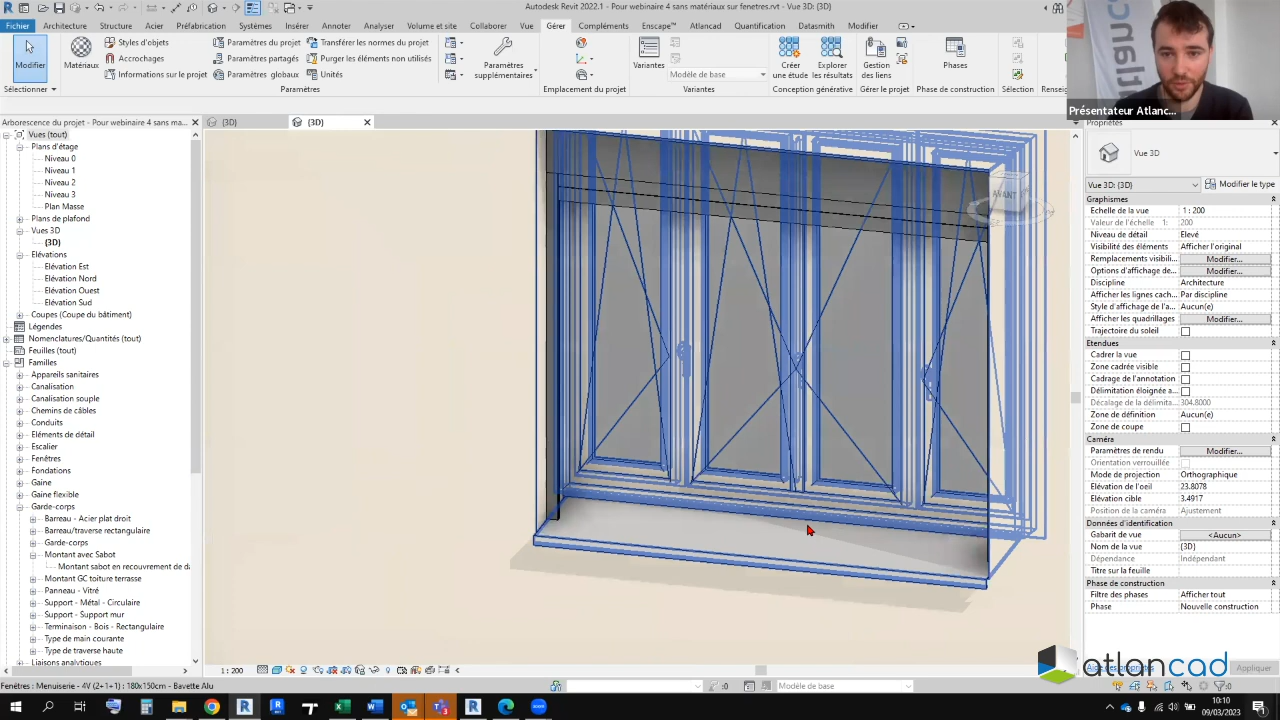 Autodesk Revit 2022.1 - Pour webinaire 4 sans matériaux sur fenetres.rvt - Vue 3D: {3D}
Fichier Architecture Structure Acier Préfabrication Systèmes Insérer Annoter Analyser Volume et site Collaborer Vue Gérer Compléments Enscape™ Atlancad Quantification Datasmith Modifier
Modifier
Sélectionner
Matériaux
Styles d'objets
Accrochages
Informations sur le projet
Paramètres du projet
Paramètres partagés
Paramètres globaux
Transférer les normes du projet
Purger les éléments non utilisés
Unités
Paramètres
Paramètres
supplémentaires
Emplacement du projet
Variantes
Modèle de base
Variantes
Créer
une étude
Explorer
les résultats
Conception générative
Gestion
des liens
Gérer le projet
Phases
Phase de construction
Sélection
Renseig
Présentateur Atlanc...
Arborescence du projet - Pour webinaire 4 sans ma...
{3D}
{3D}
Vues (tout)
Plans d'étage
Niveau 0
Niveau 1
Niveau 2
Niveau 3
Plan Masse
Plans de plafond
Vues 3D
{3D}
Elévations
Elévation Est
Elévation Nord
Elévation Ouest
Elévation Sud
Coupes (Coupe du bâtiment)
Légendes
Nomenclatures/Quantités (tout)
Feuilles (tout)
Familles
Appareils sanitaires
Canalisation
Canalisation souple
Chemins de câbles
Conduits
Eléments de détail
Escalier
Fenêtres
Fondations
Gaine
Gaine flexible
Garde-corps
Barreau - Acier plat droit
Barreau/traverse rectangulaire
Garde-corps
Montant avec Sabot
Montant sabot en recouvrement de da
Montant GC toiture terrasse
Panneau - Vitré
Support - Métal - Circulaire
Support - Support mur
Terminaison - Bois - Rectangulaire
Type de main courante
Type de traverse haute
Liaisons analytiques
AVANT
Propriétés
Vue 3D
Vue 3D: {3D}
Modifier le type
Graphismes
Echelle de la vue 1 : 200
Valeur de l'échelle 1: 200
Niveau de détail Elevé
Visibilité des éléments Afficher l'original
Remplacements visibili... Modifier...
Options d'affichage de... Modifier...
Discipline Architecture
Afficher les lignes cach... Par discipline
Style d'affichage de l'a... Aucun(e)
Afficher les quadrillages Modifier...
Trajectoire du soleil
Etendues
Cadrer la vue
Zone cadrée visible
Cadrage de l'annotation
Délimitation éloignée a...
Décalage de la délimita... 304.8000
Zone de définition Aucun(e)
Zone de coupe
Caméra
Paramètres de rendu Modifier...
Orientation verrouillée
Mode de projection Orthographique
Elévation de l'oeil 23.8078
Elévation cible 3.4917
Position de la caméra Ajustement
Données d'identification
Gabarit de vue <Aucun>
Nom de la vue {3D}
Dépendance Indépendant
Titre sur la feuille
Phase de construction
Filtre des phases Afficher tout
Phase Nouvelle construction
Aide des propriétés
Appliquer
atlancad
1 : 200
Fenêtres : Menuiserie - 4V (2+1+1) : 180x150cm - Bavette Alu
:0
Modèle de base
:0
10:10
09/03/2023